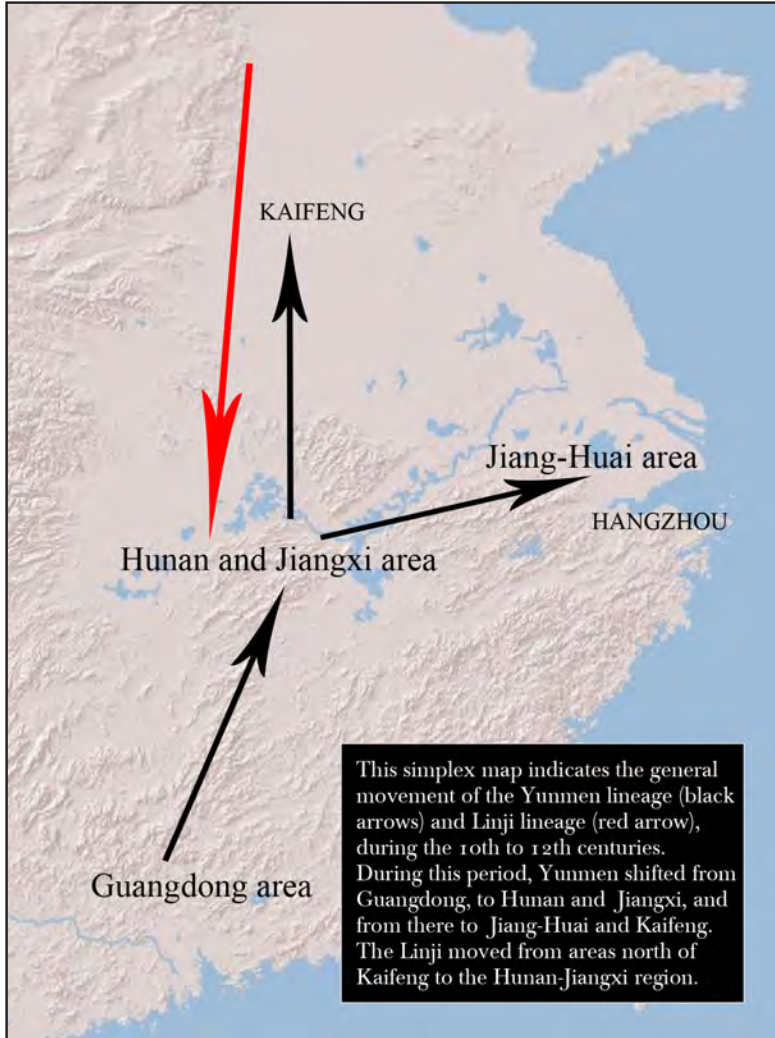 KAIFENG
Jiang-Huai area
HANGZHOU
Hunan and Jiangxi area
Guangdong area
This simplex map indicates the general
movement of the Yunmen lineage (black
arrows) and Linji lineage (red arrow),
during the 10th to 12th centuries.
During this period, Yunmen shifted from
Guangdong, to Hunan and Jiangxi, and
from there to Jiang-Huai and Kaifeng.
The Linji moved from areas north of
Kaifeng to the Hunan-Jiangxi region.